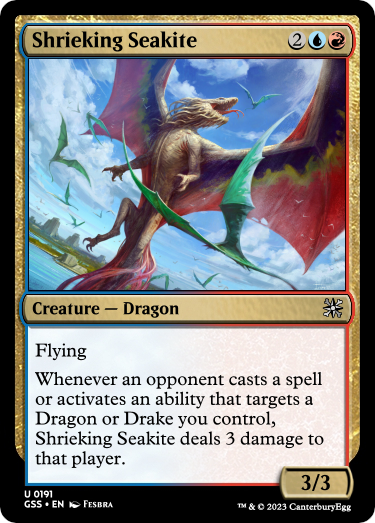 Shrieking Seakite 2
Creature — Dragon
Flying
Whenever an opponent casts a spell
or activates an ability that targets a
Dragon or Drake you control,
Shrieking Seakite deals 3 damage to
that player.
3/3
U 0191
GSS • EN Fesbra
™ & © 2023 CanterburyEgg